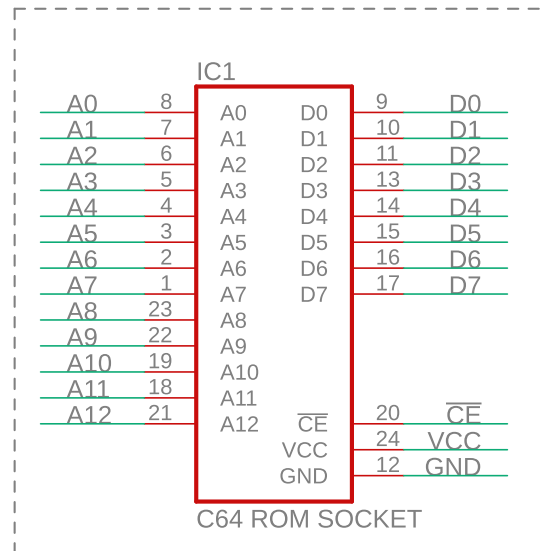 IC1
A0 8 A0 D0 9 D0
A1 7 A1 D1 10 D1
A2 6 A2 D2 11 D2
A3 5 A3 D3 13 D3
A4 4 A4 D4 14 D4
A5 3 A5 D5 15 D5
A6 2 A6 D6 16 D6
A7 1 A7 D7 17 D7
A8 23 A8
A9 22 A9
A10 19 A10
A11 18 A11
A12 21 A12 C̅E̅ 20 C̅E̅
VCC 24 VCC
GND 12 GND
C64 ROM SOCKET